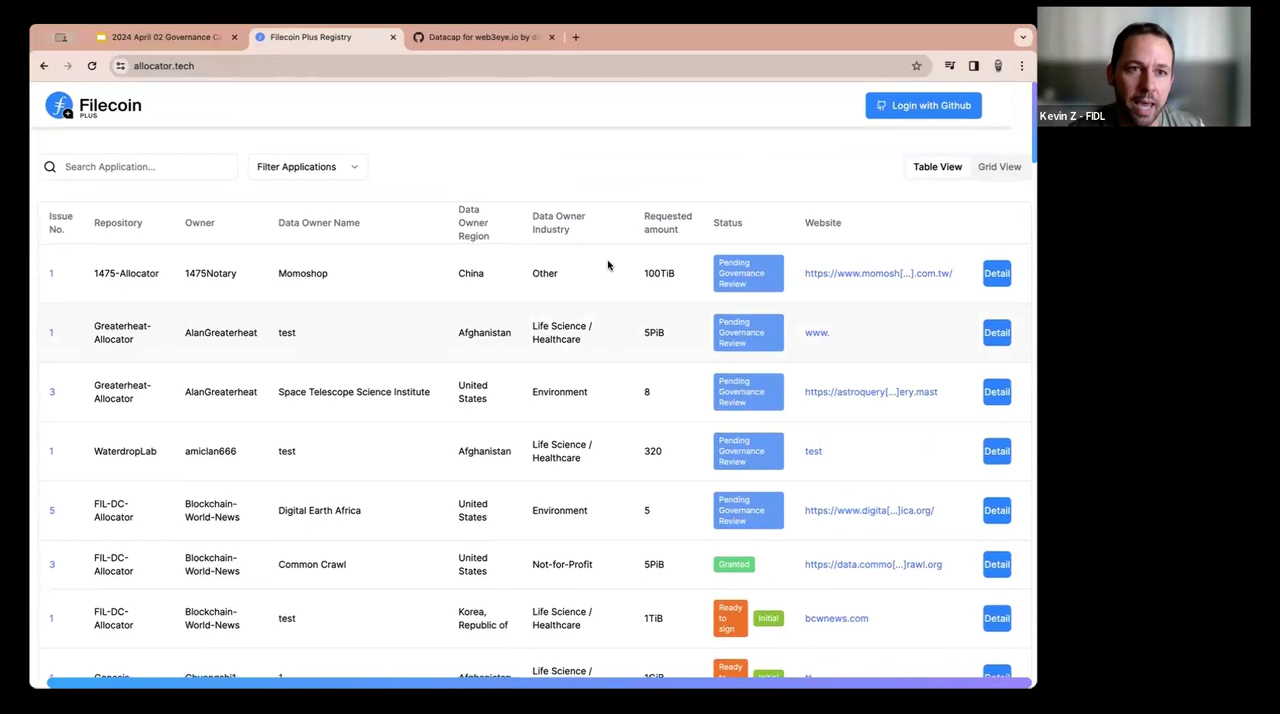 2024 April 02 Governance Ca
Filecoin Plus Registry
Datacap for web3eye.io by d
allocator.tech
Filecoin
PLUS
Login with Github
Kevin Z - FIDL
Search Application...
Filter Applications
Table View
Grid View
Issue No.
Repository
Owner
Data Owner Name
Data Owner Region
Data Owner Industry
Requested amount
Status
Website
1 1475-Allocator 1475Notary Momoshop China Other 100TiB Pending Governance Review https://www.momosh[...].com.tw/ Detail
1 Greaterheat-Allocator AlanGreaterheat test Afghanistan Life Science / Healthcare 5PiB Pending Governance Review www. Detail
3 Greaterheat-Allocator AlanGreaterheat Space Telescope Science Institute United States Environment 8 Pending Governance Review https://astroquery[...]ery.mast Detail
1 WaterdropLab amiclan666 test Afghanistan Life Science / Healthcare 320 Pending Governance Review test Detail
5 FIL-DC-Allocator Blockchain-World-News Digital Earth Africa United States Environment 5 Pending Governance Review https://www.digita[...]ica.org/ Detail
3 FIL-DC-Allocator Blockchain-World-News Common Crawl United States Not-for-Profit 5PiB Granted https://data.commo[...]rawl.org Detail
1 FIL-DC-Allocator Blockchain-World-News test Korea, Republic of Life Science / Healthcare 1TiB Ready to sign Initial bcwnews.com Detail
Life Science / Ready